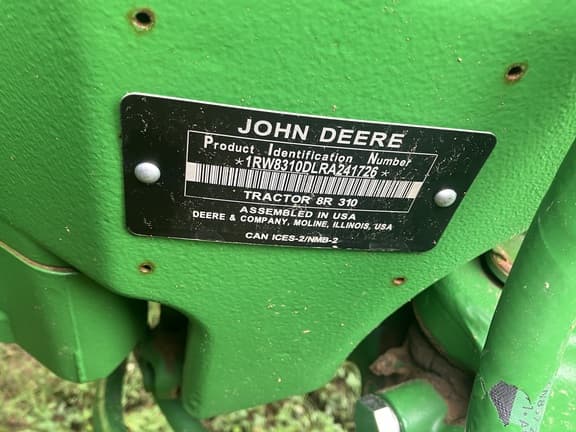 JOHN DEERE
Product Identification Number
*1RW8310DLRA241726*
TRACTOR 8R 310
ASSEMBLED IN USA
DEERE & COMPANY, MOLINE, ILLINOIS, USA
CAN ICES-2/NMB-2